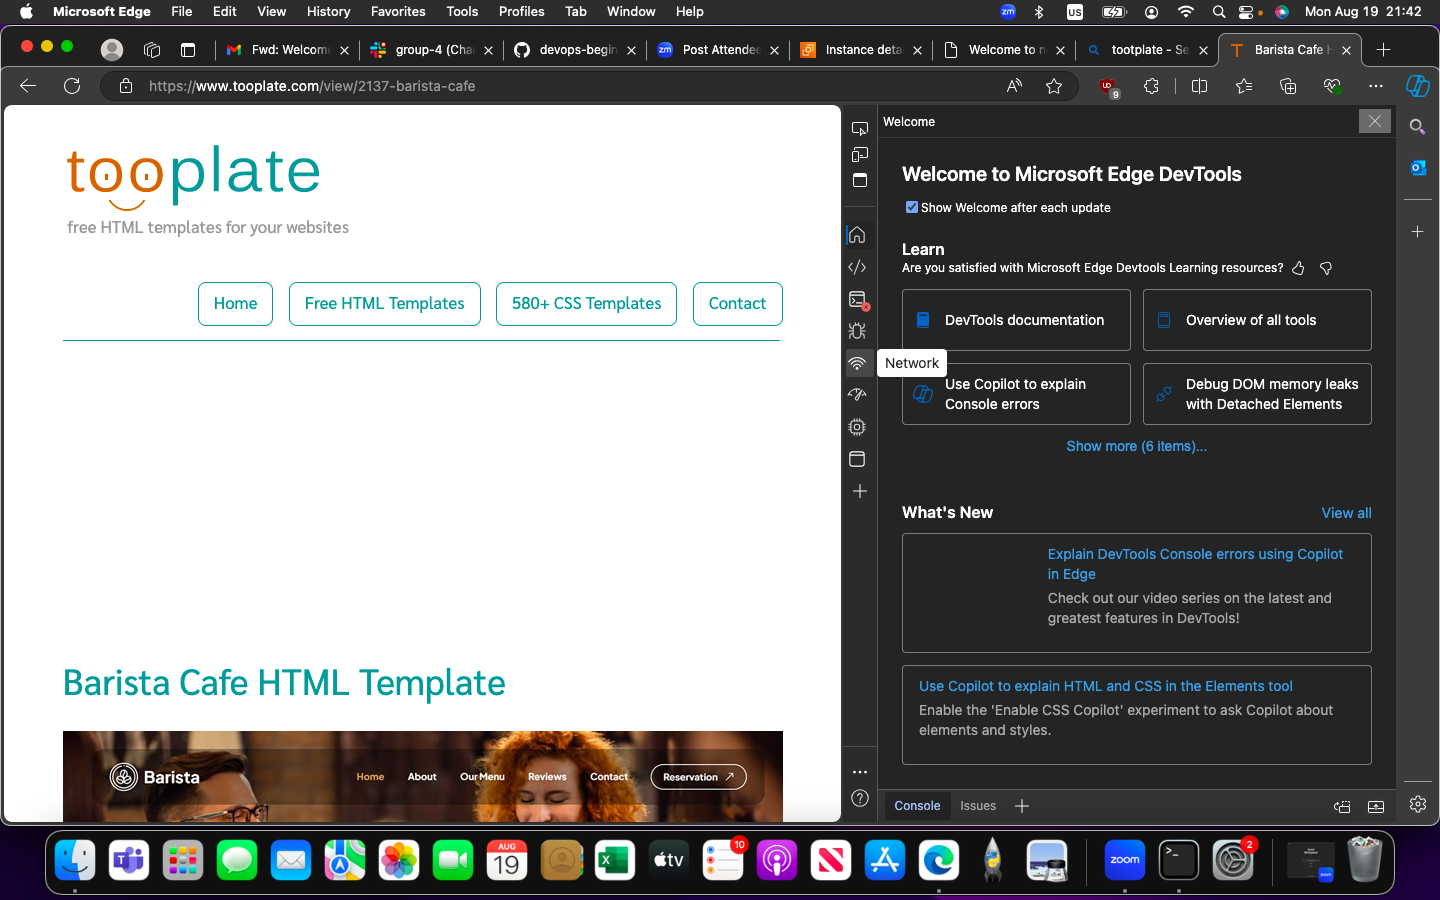 Microsoft Edge File Edit View History Favorites Tools Profiles Tab Window Help zm US Mon Aug 19 21:42
Fwd: Welcome group-4 (Cha devops-begin zm Post Attendee Instance deta Welcome to n tootplate - Se Barista Cafe H
https://www.tooplate.com/view/2137-barista-cafe
9
tooplate
free HTML templates for your websites
Home Free HTML Templates 580+ CSS Templates Contact
Barista Cafe HTML Template
Barista Home About Our Menu Reviews Contact Reservation
Welcome
Welcome to Microsoft Edge DevTools
Show Welcome after each update
Learn
Are you satisfied with Microsoft Edge Devtools Learning resources?
DevTools documentation
Overview of all tools
Network
Use Copilot to explain
Console errors
Debug DOM memory leaks
with Detached Elements
Show more (6 items)...
What's New
View all
Explain DevTools Console errors using Copilot
in Edge
Check out our video series on the latest and
greatest features in DevTools!
Use Copilot to explain HTML and CSS in the Elements tool
Enable the 'Enable CSS Copilot' experiment to ask Copilot about
elements and styles.
Console Issues
AUG
19
tv
10
zoom
2